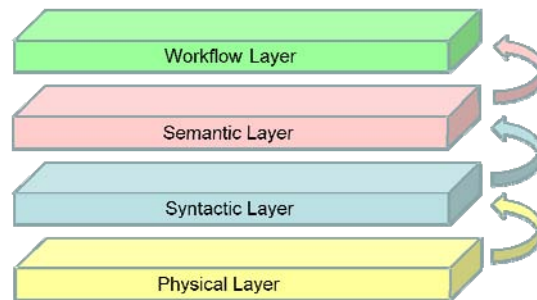 Workflow Layer
Semantic Layer
Syntactic Layer
Physical Layer